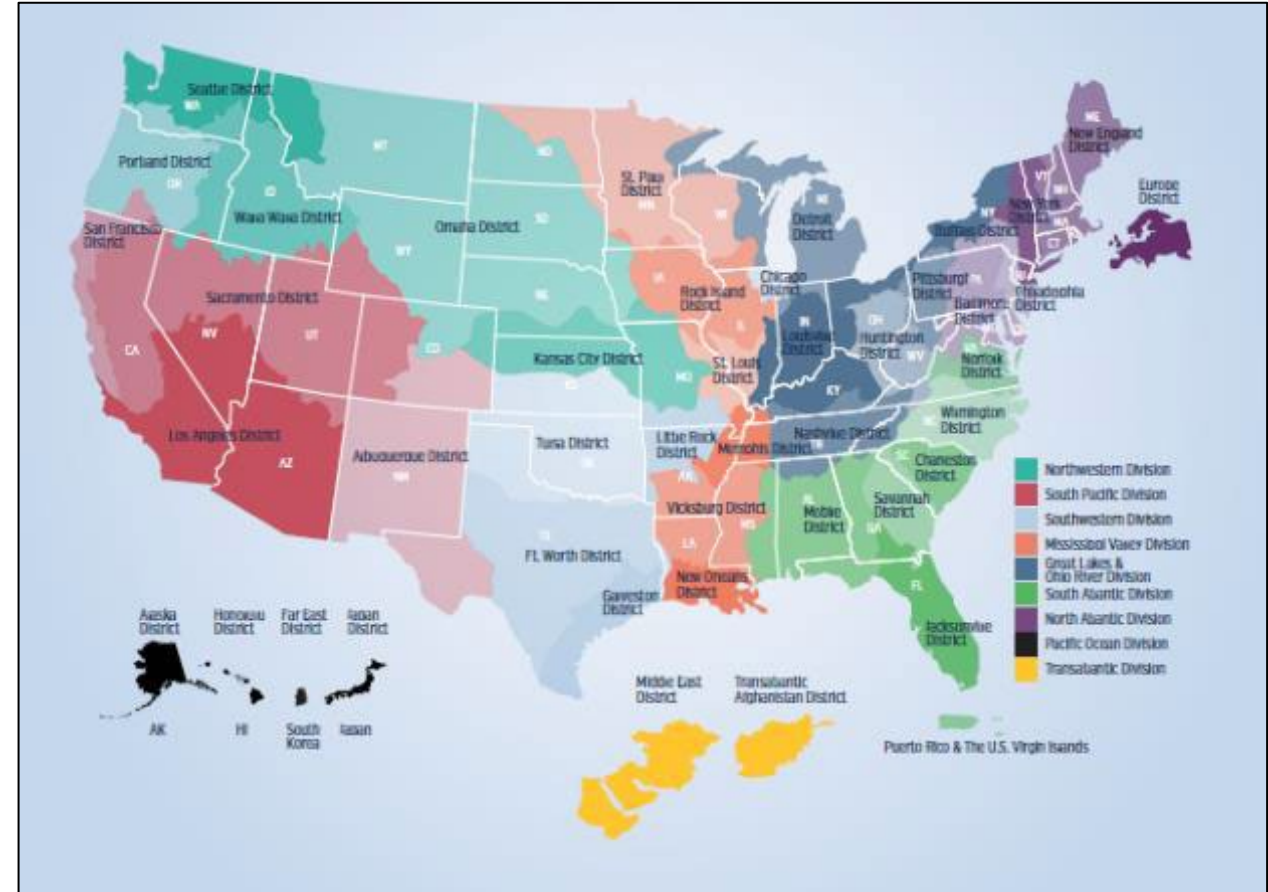 Seattle District
WA
Portland District
OR
MT
ID
Walla Walla District
San Francisco
District
ND
Omaha District
SD
WY
NE
St. Paul
District
MN
WI
MI
Detroit
District
ME
New England
District
VT
NH
NY
New York
District
Buffalo District
MA
CT
Europe
District
Sacramento District
NV
UT
CA
CO
IA
Rock Island
District
Chicago
District
IL
IN
Louisville
District
OH
Huntington
District
WV
Pittsburgh
District
PA
Baltimore
District
Philadelphia
District
Kansas City District
KS
MO
St. Louis
District
KY
VA
Norfolk
District
Los Angeles District
AZ
Albuquerque District
NM
Tulsa District
OK
Little Rock
District
AR
Memphis District
Nashville District
NC
Wilmington
District
SC
Charleston
District
Savannah
District
GA
AL
Mobile
District
Vicksburg District
MS
LA
TX
Ft. Worth District
Galveston
District
New Orleans
District
FL
Jacksonville
District
Northwestern Division
South Pacific Division
Southwestern Division
Mississippi Valley Division
Great Lakes &
Ohio River Division
South Atlantic Division
North Atlantic Division
Pacific Ocean Division
Transatlantic Division
Alaska
District
Honolulu
District
Far East
District
Japan
District
AK
HI
South
Korea
Japan
Middle East
District
Transatlantic
Afghanistan District
Puerto Rico & The U.S. Virgin Islands